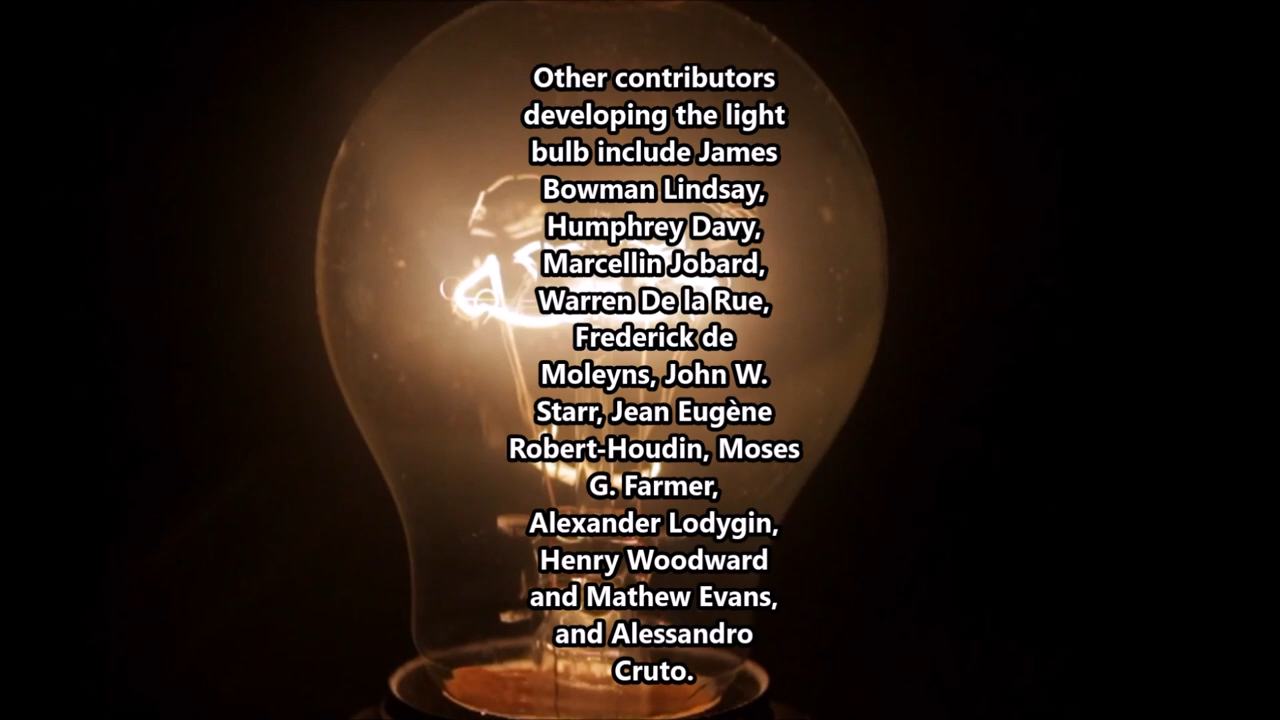 Other contributors
developing the light
bulb include James
Bowman Lindsay,
Humphrey Davy,
Marcellin Jobard,
Warren De la Rue,
Frederick de
Moleyns, John W.
Starr, Jean Eugène
Robert-Houdin, Moses
G. Farmer,
Alexander Lodygin,
Henry Woodward
and Mathew Evans,
and Alessandro
Cruto.